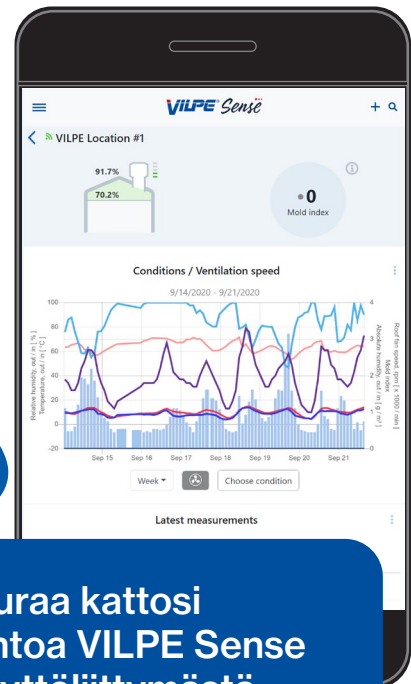 VILPE Sense
VILPE Location #1
91.7%
70.2%
0
Mold index
Conditions / Ventilation speed
9/14/2020 - 9/21/2020
Relative humidity, out / in [ % ]
Temperature, out / in [ °C ]
100
80
60
40
20
0
-20
4
3
2
1
0
Roof fan speed, rpm [ x 1000 / min ]
Mold index
Absolute humidity, out / in [ g / m³ ]
Sep 15 Sep 16 Sep 17 Sep 18 Sep 19 Sep 20 Sep 21
Week
Choose condition
Latest measurements
uraa kattosi
ntoa VILPE Sense